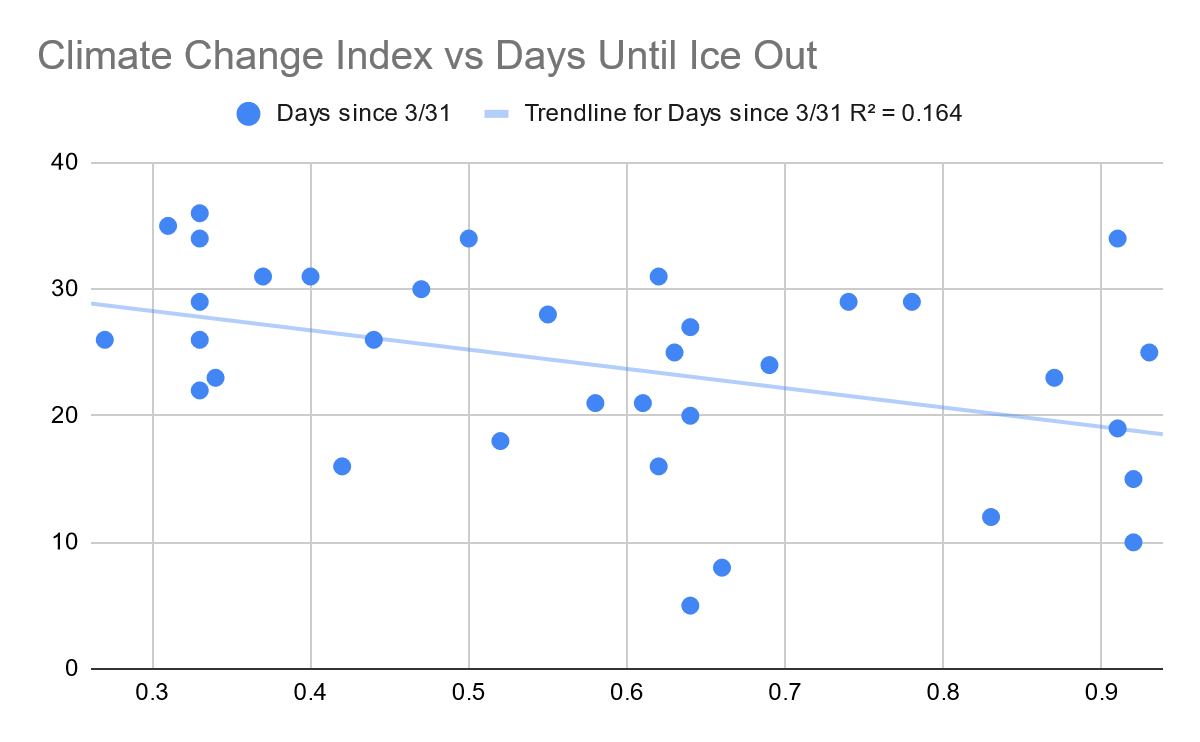 Climate Change Index vs Days Until Ice Out
Days since 3/31 Trendline for Days since 3/31 R² = 0.164
40
30
20
10
0
0.3 0.4 0.5 0.6 0.7 0.8 0.9